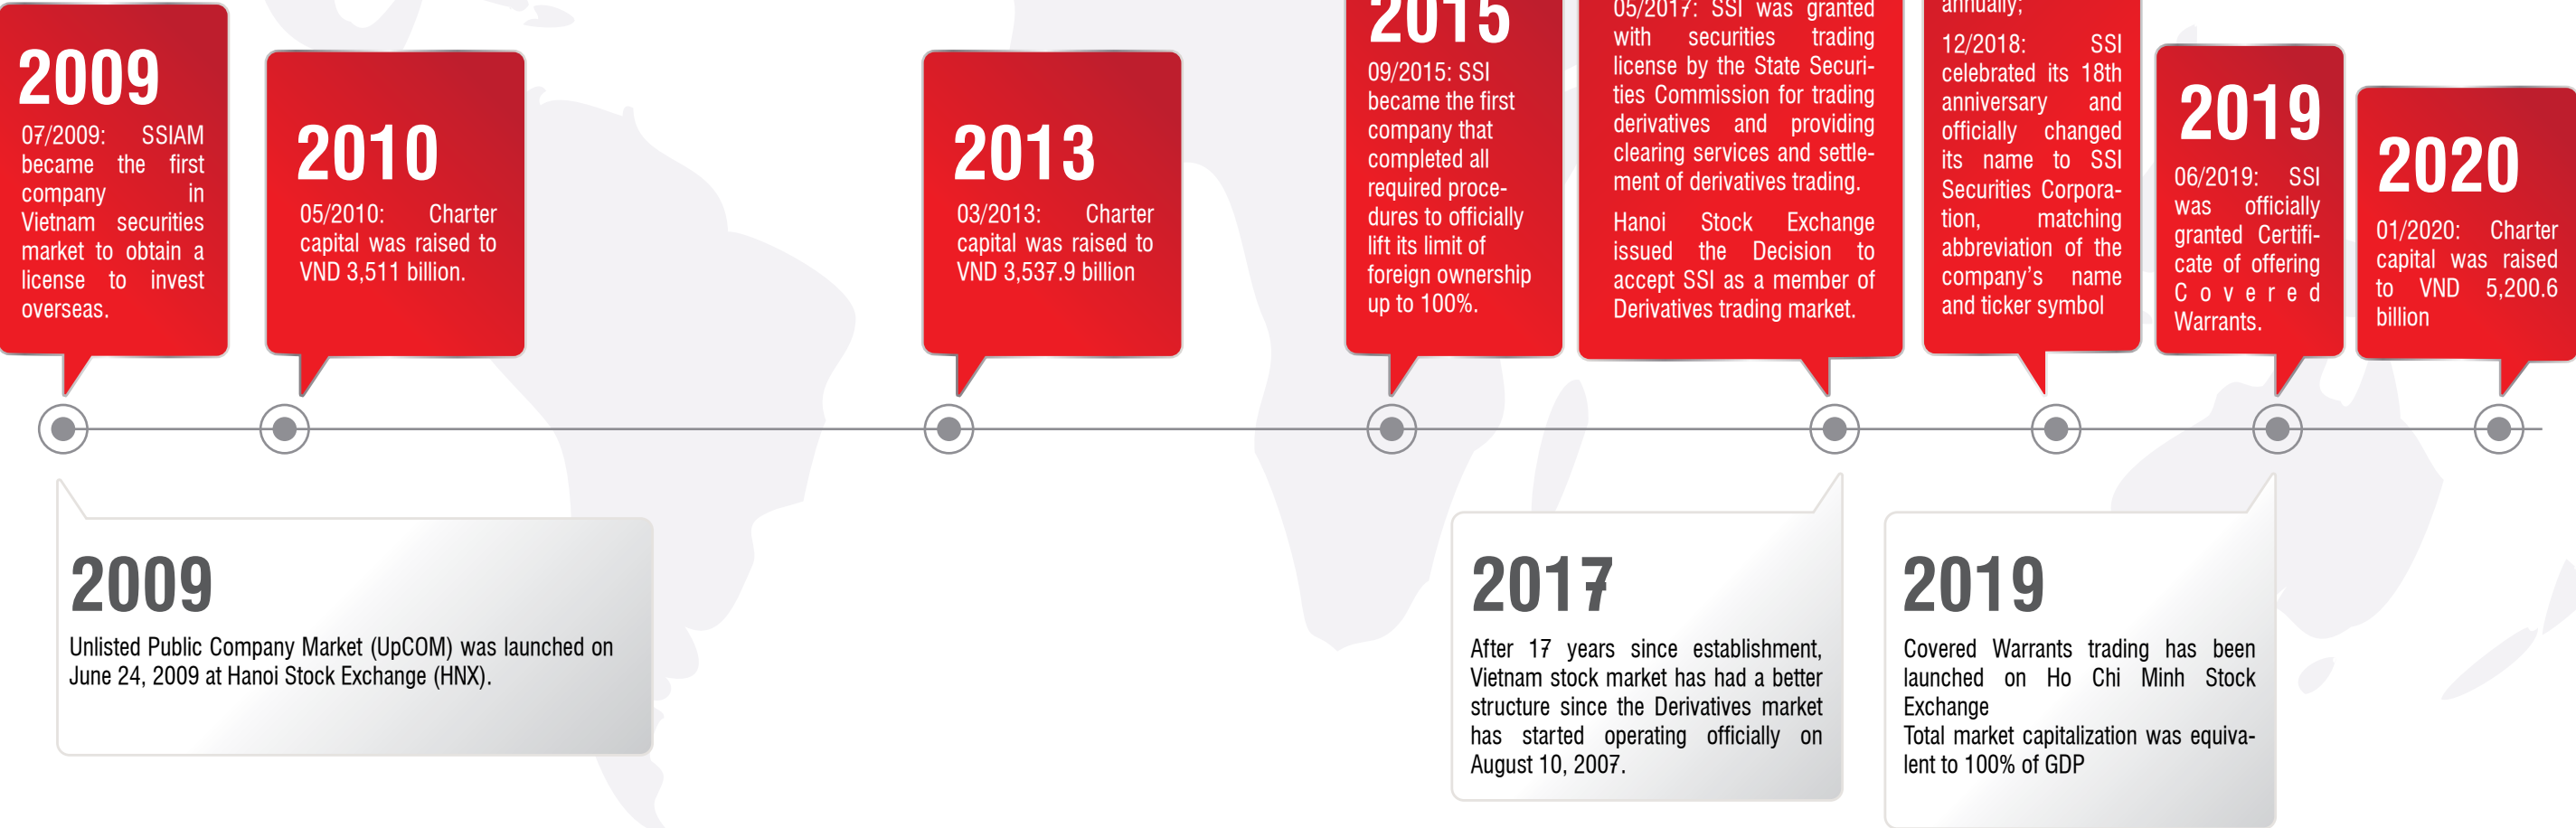 2009
07/2009: SSIAM
became the first
company in
Vietnam securities
market to obtain a
license to invest
overseas.
2010
05/2010: Charter
capital was raised to
VND 3,511 billion.
2013
03/2013: Charter
capital was raised to
VND 3,537.9 billion
2015
09/2015: SSI
became the first
company that
completed all
required proce-
dures to officially
lift its limit of
foreign ownership
up to 100%.
05/2017: SSI was granted
with securities trading
license by the State Securi-
ties Commission for trading
derivatives and providing
clearing services and settle-
ment of derivatives trading.
Hanoi Stock Exchange
issued the Decision to
accept SSI as a member of
Derivatives trading market.
annually;
12/2018: SSI
celebrated its 18th
anniversary and
officially changed
its name to SSI
Securities Corpora-
tion, matching
abbreviation of the
company's name
and ticker symbol
2019
06/2019: SSI
was officially
granted Certifi-
cate of offering
Covered
Warrants.
2020
01/2020: Charter
capital was raised
to VND 5,200.6
billion
2009
Unlisted Public Company Market (UpCOM) was launched on
June 24, 2009 at Hanoi Stock Exchange (HNX).
2017
After 17 years since establishment,
Vietnam stock market has had a better
structure since the Derivatives market
has started operating officially on
August 10, 2007.
2019
Covered Warrants trading has been
launched on Ho Chi Minh Stock
Exchange
Total market capitalization was equiva-
lent to 100% of GDP